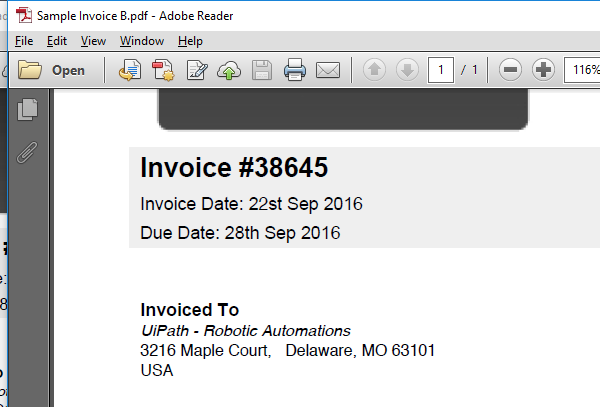 Sample Invoice B.pdf - Adobe Reader
File Edit View Window Help
Open 1 / 1 116%
Invoice #38645
Invoice Date: 22st Sep 2016
Due Date: 28th Sep 2016
Invoiced To
UiPath - Robotic Automations
3216 Maple Court, Delaware, MO 63101
USA